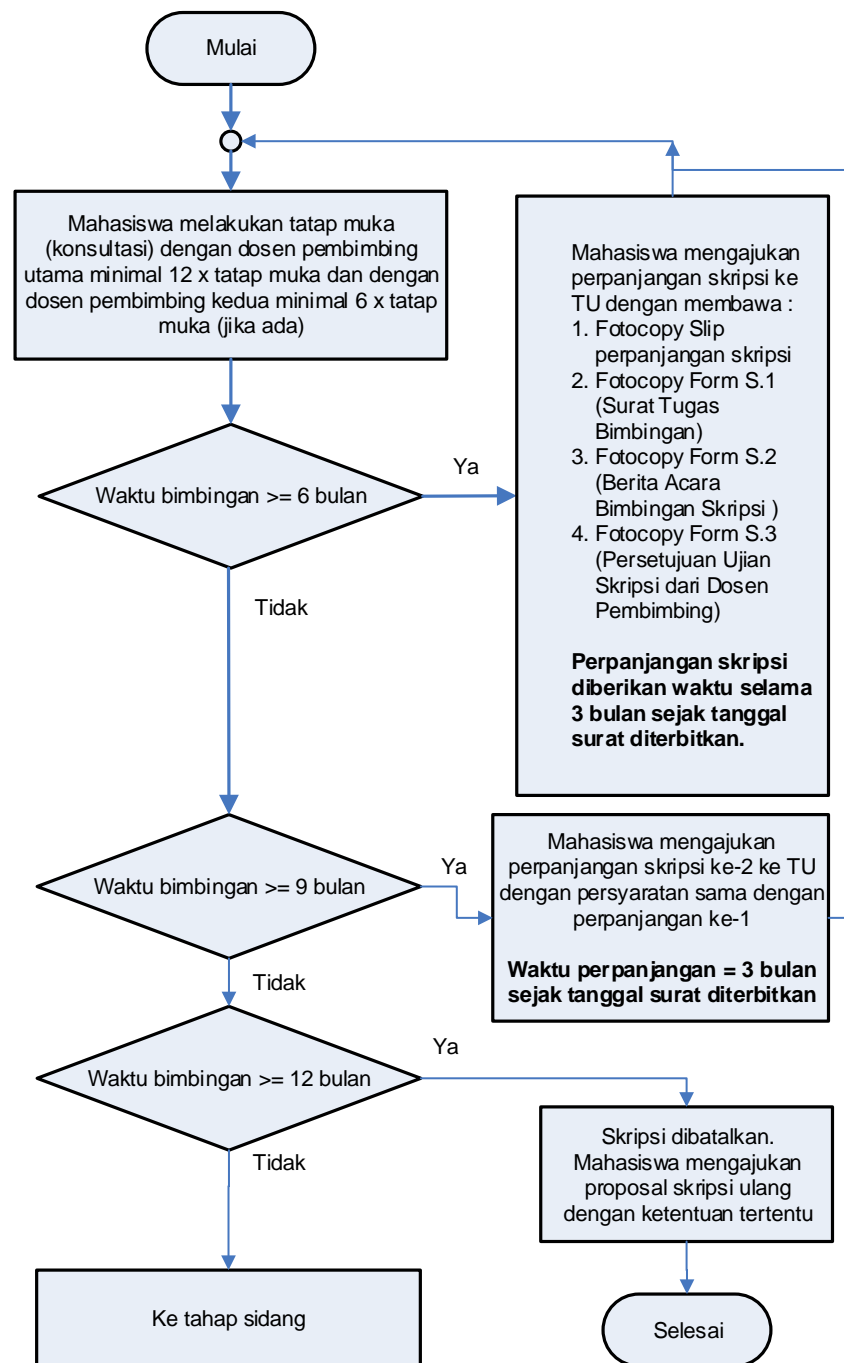 Mulai
Mahasiswa melakukan tatap muka
(konsultasi) dengan dosen pembimbing
utama minimal 12 x tatap muka dan dengan
dosen pembimbing kedua minimal 6 x tatap
muka (jika ada)
Waktu bimbingan >= 6 bulan
Ya
Mahasiswa mengajukan
perpanjangan skripsi ke
TU dengan membawa :
1. Fotocopy Slip
perpanjangan skripsi
2. Fotocopy Form S.1
(Surat Tugas
Bimbingan)
3. Fotocopy Form S.2
(Berita Acara
Bimbingan Skripsi )
4. Fotocopy Form S.3
(Persetujuan Ujian
Skripsi dari Dosen
Pembimbing)
Perpanjangan skripsi
diberikan waktu selama
3 bulan sejak tanggal
surat diterbitkan.
Tidak
Waktu bimbingan >= 9 bulan
Ya
Mahasiswa mengajukan
perpanjangan skripsi ke-2 ke TU
dengan persyaratan sama dengan
perpanjangan ke-1
Waktu perpanjangan = 3 bulan
sejak tanggal surat diterbitkan
Tidak
Waktu bimbingan >= 12 bulan
Ya
Skripsi dibatalkan.
Mahasiswa mengajukan
proposal skripsi ulang
dengan ketentuan tertentu
Tidak
Ke tahap sidang
Selesai